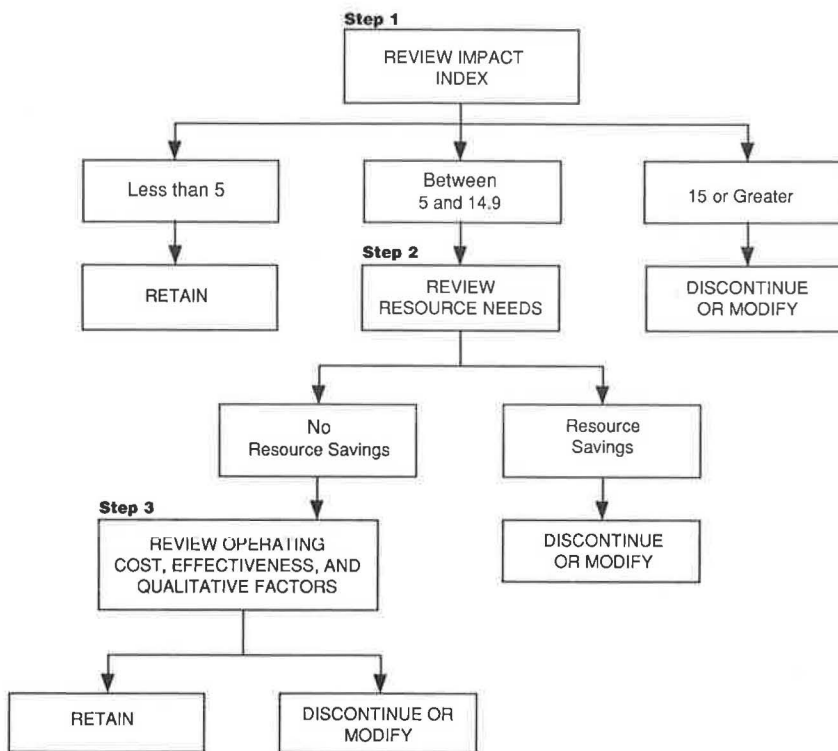 Step 1
REVIEW IMPACT
INDEX
Less than 5
Between
5 and 14.9
15 or Greater
Step 2
RETAIN
REVIEW
RESOURCE NEEDS
DISCONTINUE
OR MODIFY
No
Resource Savings
Resource
Savings
Step 3
REVIEW OPERATING
COST, EFFECTIVENESS, AND
QUALITATIVE FACTORS
DISCONTINUE
OR MODIFY
RETAIN
DISCONTINUE OR
MODIFY